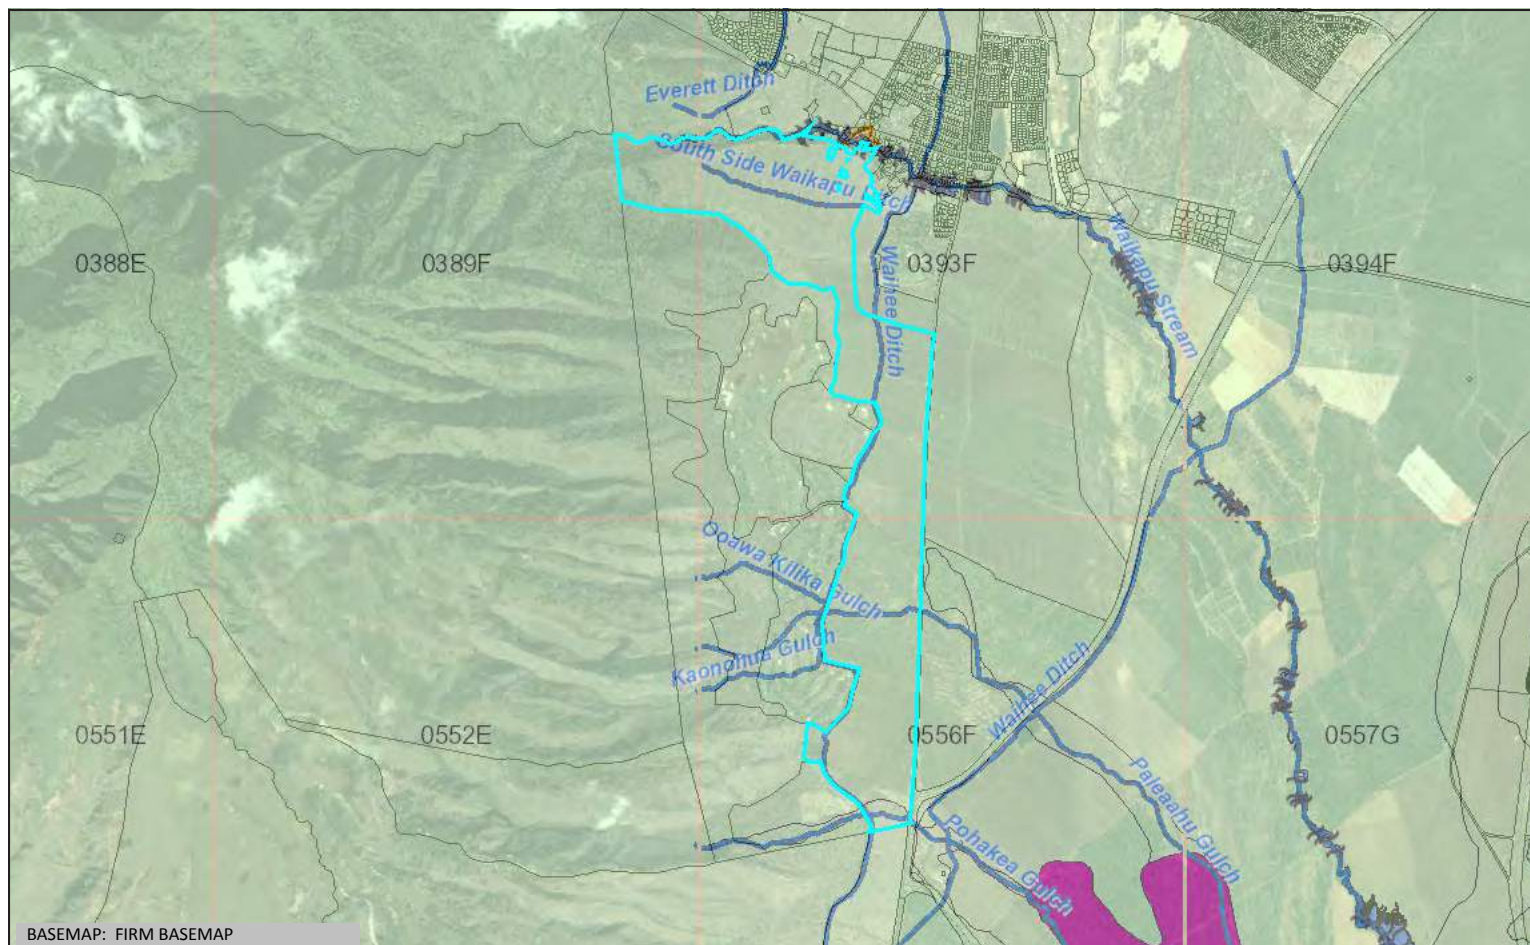 Everett Ditch
South Side Waikapu Ditch
0388E
0389F
Waihee Ditch
0393F
Waikapu Stream
0394F
Ooawa Kilika Gulch
Kaonohua Gulch
0551E
0552E
0556F
Waihee Ditch
0557G
Paleaahu Gulch
Pohakea Gulch
BASEMAP: FIRM BASEMAP